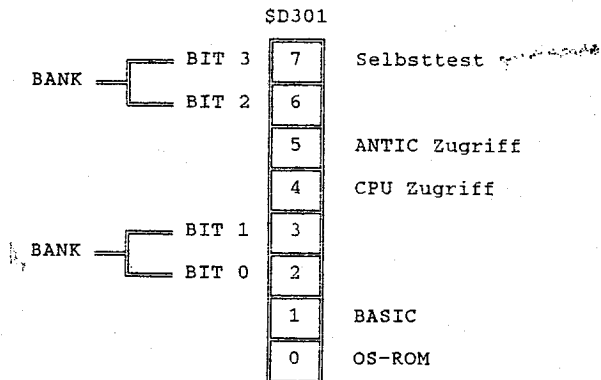 $D301
BIT 3 7 Selbsttest
BANK
BIT 2 6
5 ANTIC Zugriff
4 CPU Zugriff
BIT 1 3
BANK
BIT 0 2
1 BASIC
0 OS-ROM